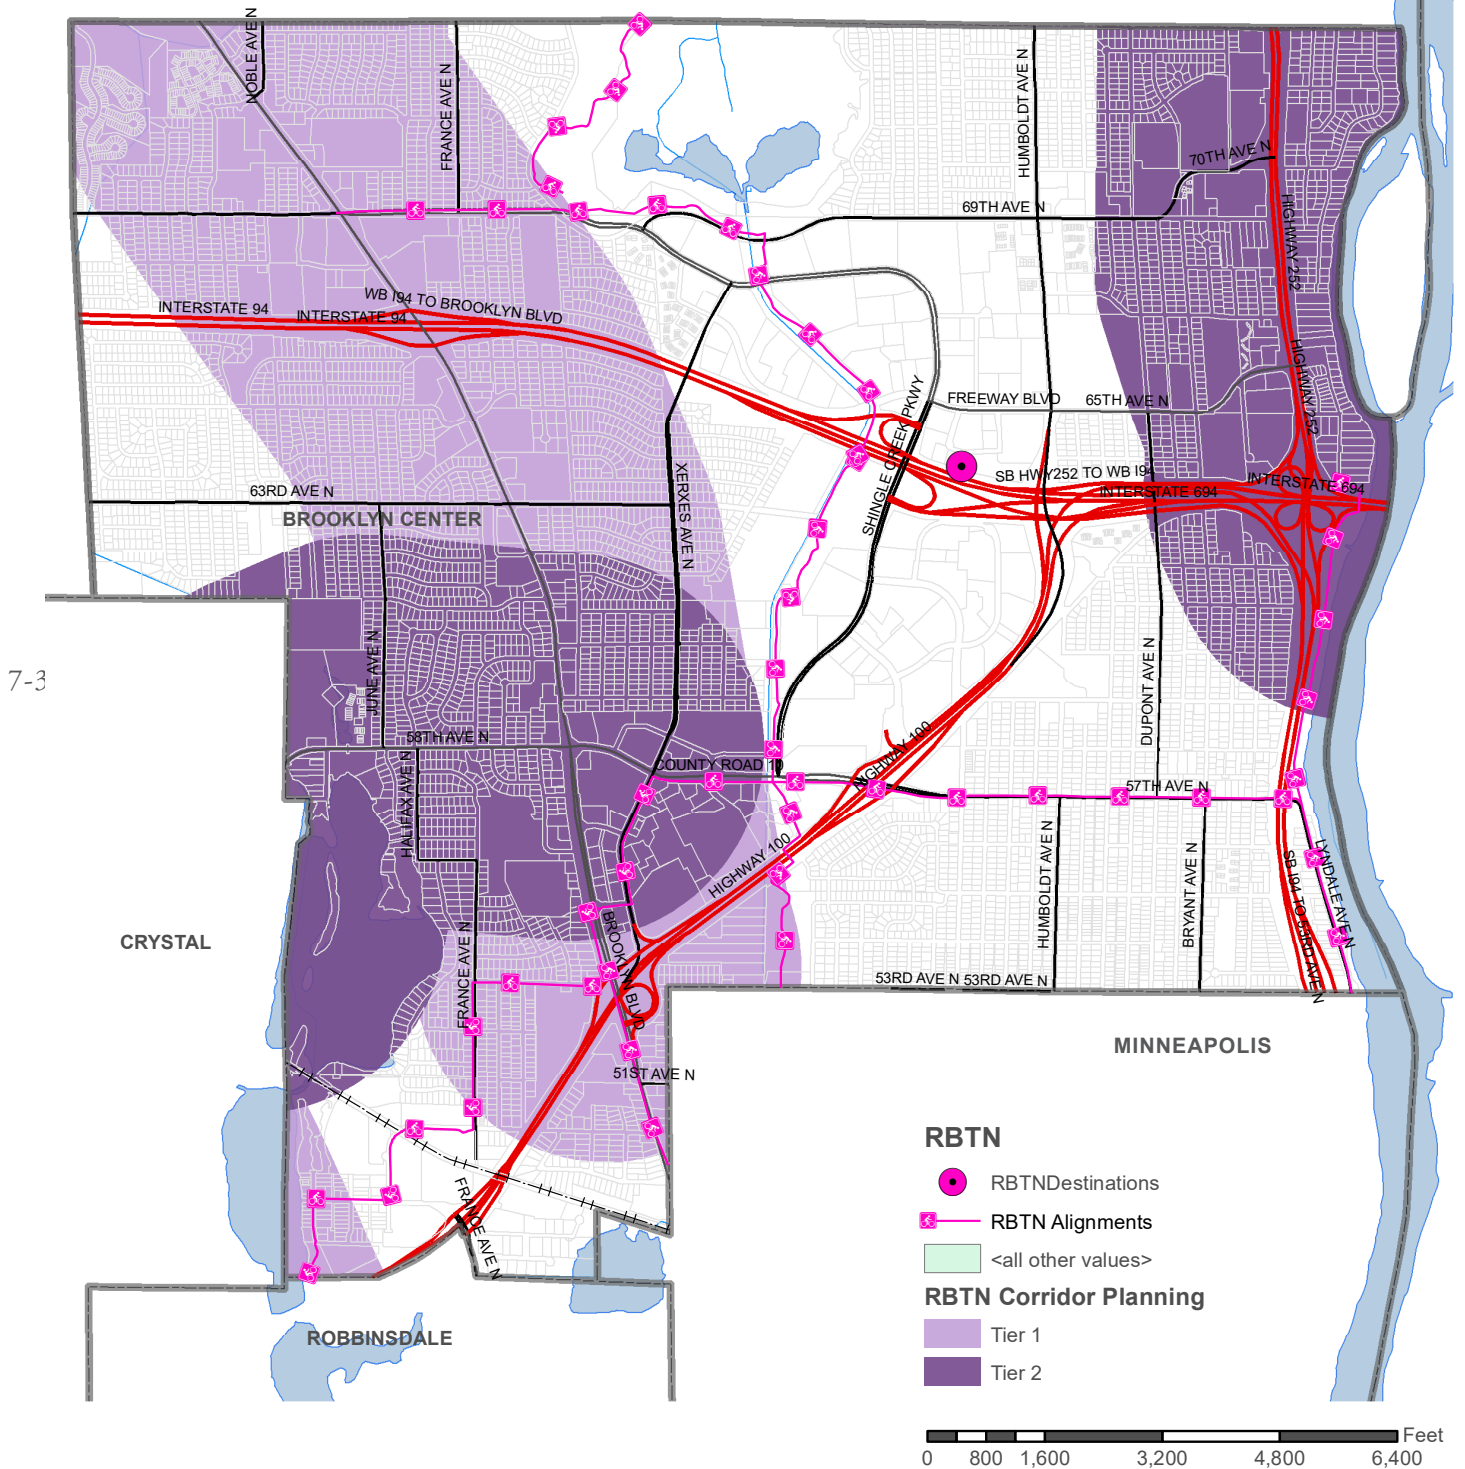 NOBLE AVE N
FRANCE AVE N
HUMBOLDT AVE N
70TH AVE N
69TH AVE N
HIGHWAY 252
INTERSTATE 94
INTERSTATE 94
WB I94 TO BROOKLYN BLVD
HIGHWAY 252
SHINGLE CREEK PKWY
FREEWAY BLVD
65TH AVE N
XERXES AVE N
SB HWY252 TO WB I94
INTERSTATE 694
INTERSTATE 694
63RD AVE N
BROOKLYN CENTER
7-3
JUNE AVE N
DUPONT AVE N
58TH AVE N
HIGHWAY 100
COUNTY ROAD 10
57TH AVE N
HALIFAX AVE N
HIGHWAY 100
HUMBOLDT AVE N
BRYANT AVE N
LYNDALE AVE N
SB I94 TO 53RD AVE N
CRYSTAL
FRANCE AVE N
BROOKLYN BLVD
53RD AVE N
53RD AVE N
MINNEAPOLIS
51ST AVE N
FRANCE AVE N
ROBBINSDALE
RBTN
RBTNDestinations
RBTN Alignments
<all other values>
RBTN Corridor Planning
Tier 1
Tier 2
Feet
0 800 1,600 3,200 4,800 6,400